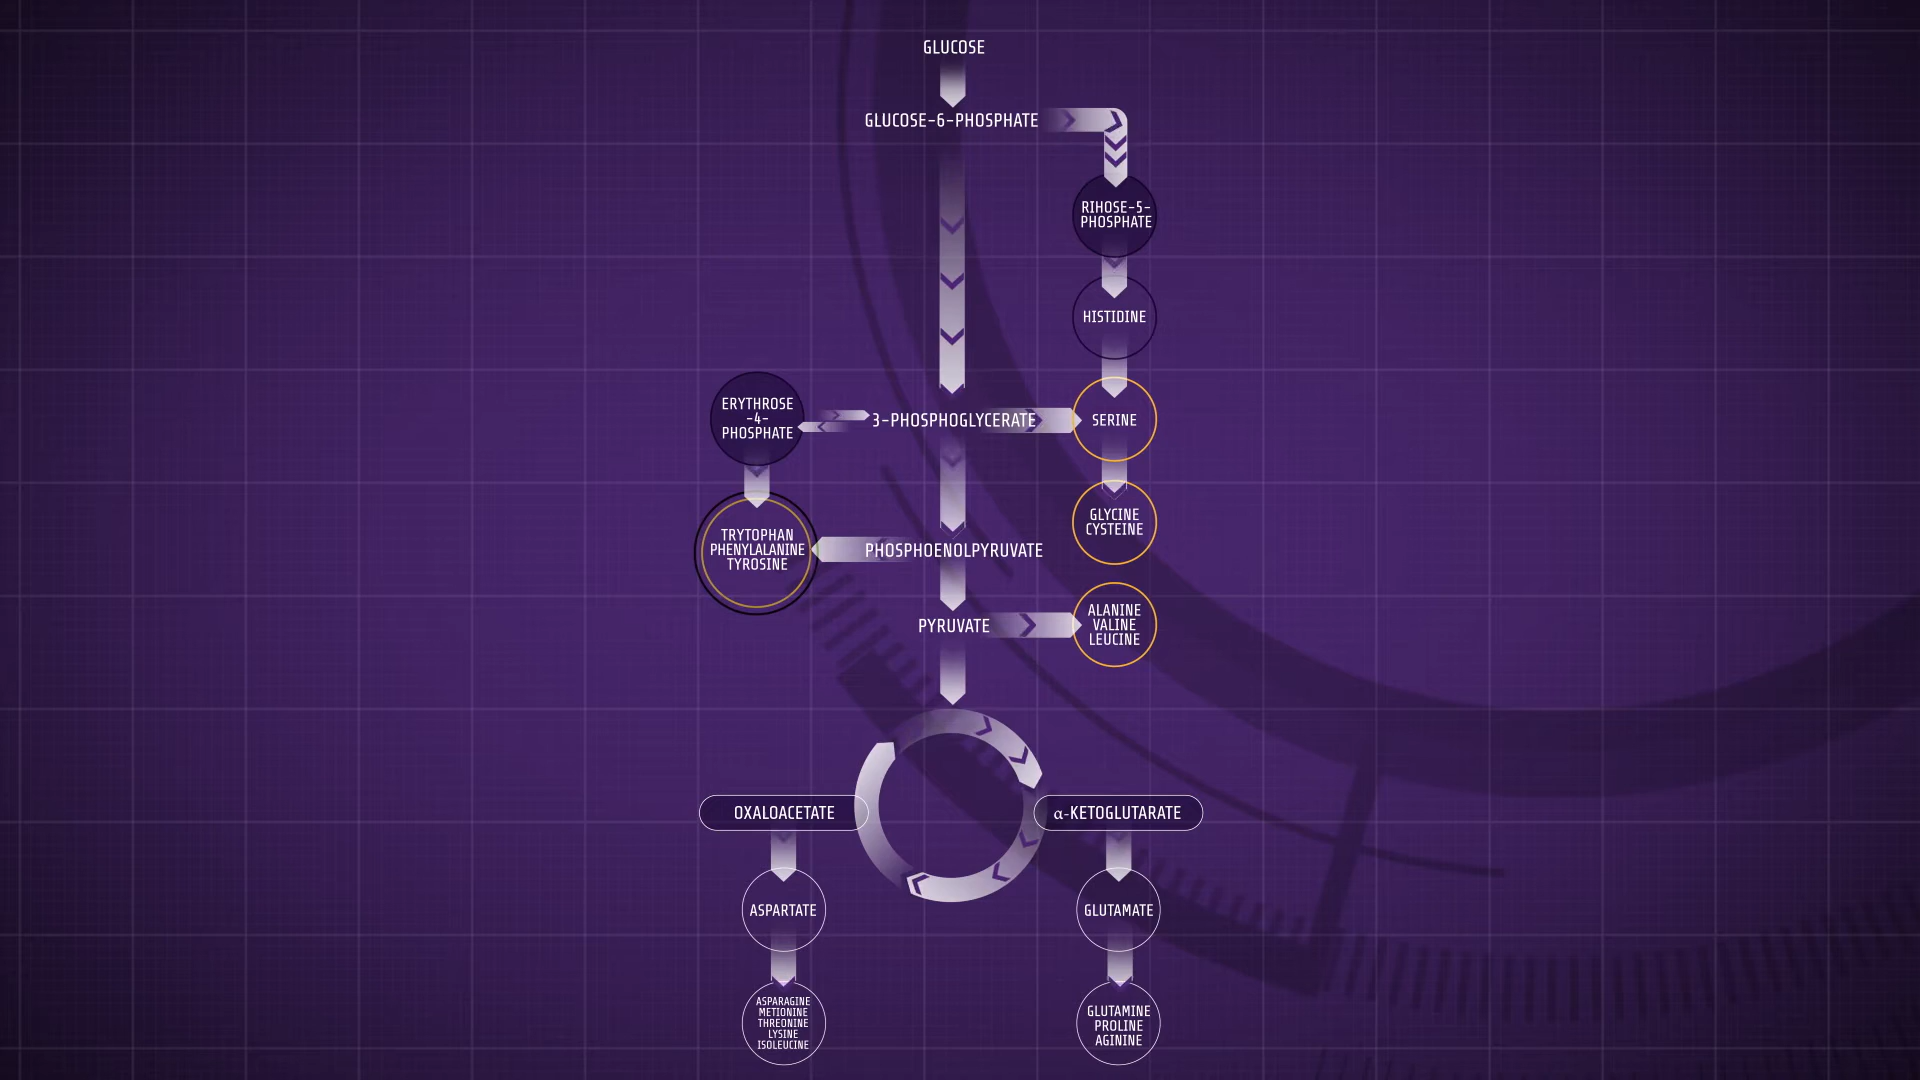 GLUCOSE
GLUCOSE-6-PHOSPHATE
RIHOSE-5-
PHOSPHATE
HISTIDINE
ERYTHROSE
-4-
PHOSPHATE
3-PHOSPHOGLYCERATE
SERINE
GLYCINE
CYSTEINE
TRYTOPHAN
PHENYLALANINE
TYROSINE
PHOSPHOENOLPYRUVATE
PYRUVATE
ALANINE
VALINE
LEUCINE
OXALOACETATE
α-KETOGLUTARATE
ASPARTATE
GLUTAMATE
ASPARAGINE
METIONINE
THREONINE
LYSINE
ISOLEUCINE
GLUTAMINE
PROLINE
AGININE